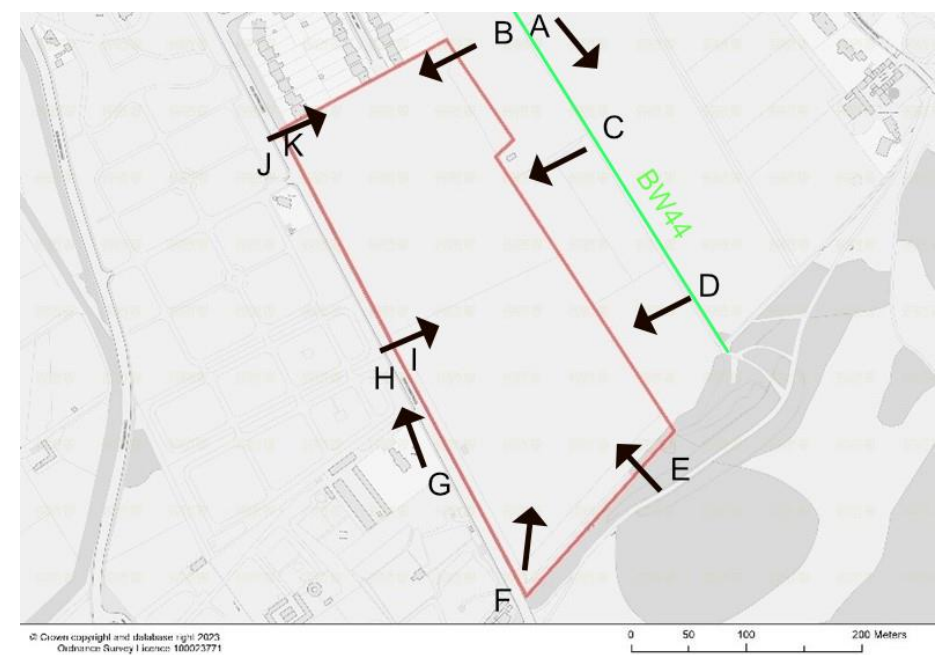 B A
C
J K
BW44
D
H I
G
E
F
© Crown copyright and database right 2023
Ordnance Survey Licence 100023771
0 50 100 200 Meters